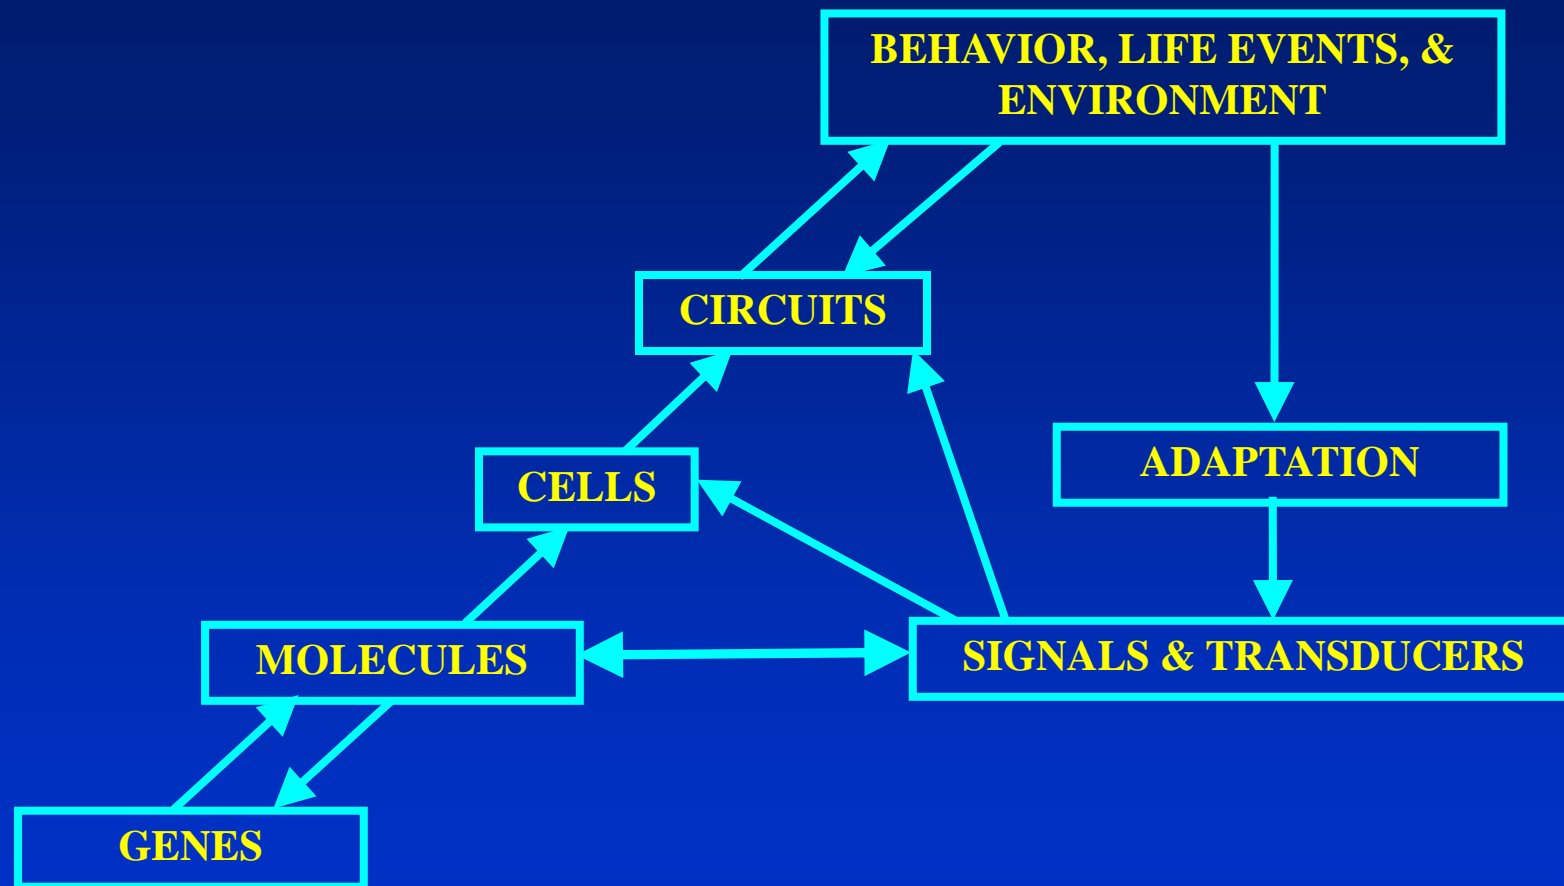 BEHAVIOR, LIFE EVENTS, &
ENVIRONMENT
CIRCUITS
ADAPTATION
CELLS
SIGNALS & TRANSDUCERS
MOLECULES
GENES